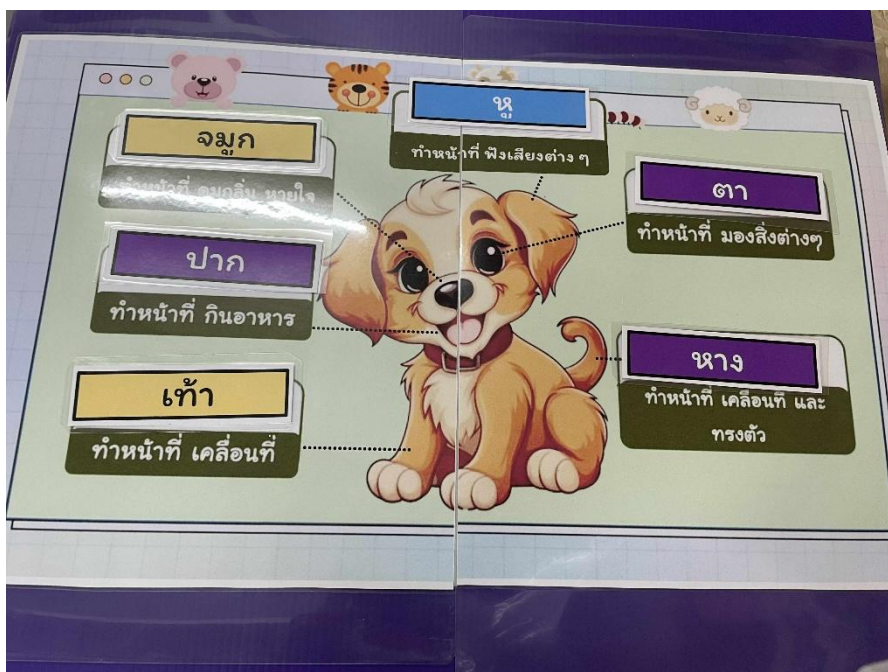 หู
ทำหน้าที่ ฟังเสียงต่าง ๆ
จมูก
ทำหน้าที่ ดมกลิ่น หายใจ
ตา
ทำหน้าที่ มองสิ่งต่างๆ
ปาก
ทำหน้าที่ กินอาหาร
หาง
ทำหน้าที่ เคลื่อนที่ และ
ทรงตัว
เท้า
ทำหน้าที่ เคลื่อนที่